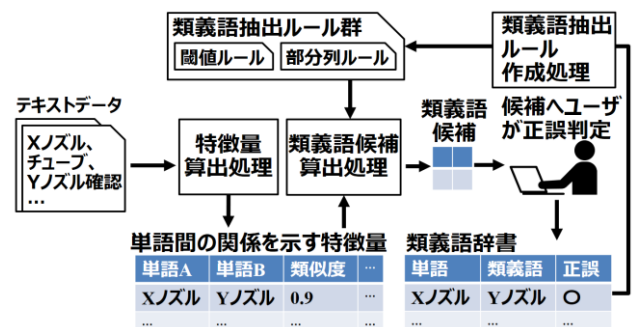 類義語抽出ルール群
閾値ルール
部分列ルール
類義語抽出
ルール
作成処理
テキストデータ
Xノズル、
チューブ、
Yノズル確認
…
特徴量
算出処理
類義語候補
算出処理
類義語
候補
候補へユーザ
が正誤判定
単語間の関係を示す特徴量
単語A 単語B 類似度 …
Xノズル Yノズル 0.9 …
… … …
類義語辞書
単語 類義語 正誤
Xノズル Yノズル 〇
… … …